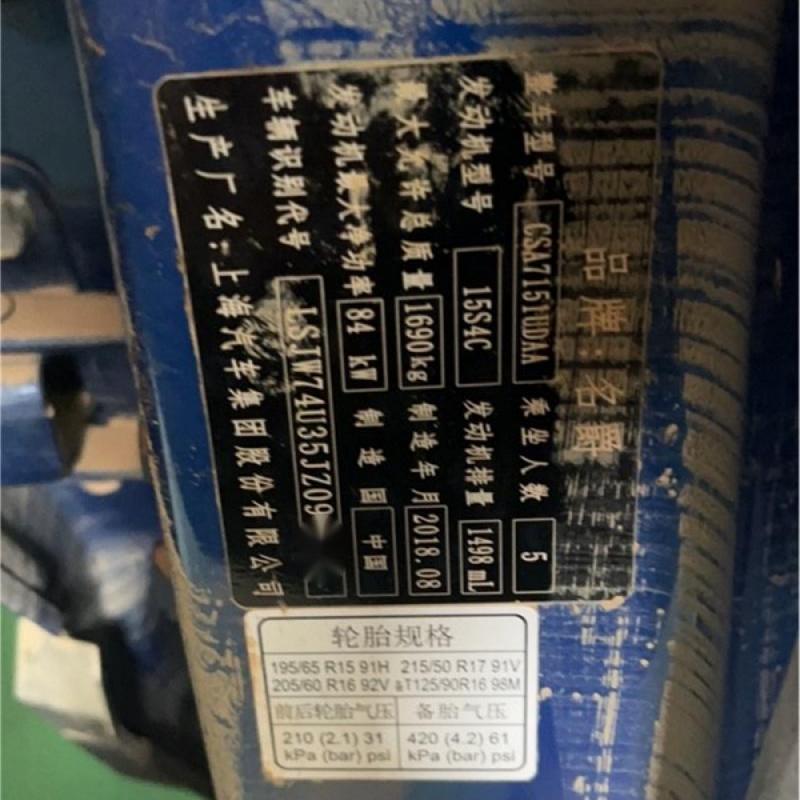 品牌:名爵
整车型号 CSA7151UDAA 乘坐人数 5
发动机型号 15S4C 发动机排量 1498mL
最大允许总质量 1690kg 制造年月 2018.08
发动机最大净功率 84 kW 制造国 中国
车辆识别代号 LSJW74U35JZ09
生产厂名:上海汽车集团股份有限公司
轮胎规格
195/65 R15 91H 215/50 R17 91V
205/60 R16 92V &T125/90R16 98M
前后轮胎气压 备胎气压
210 (2.1) 31 420 (4.2) 61
kPa (bar) psi kPa (bar) psi